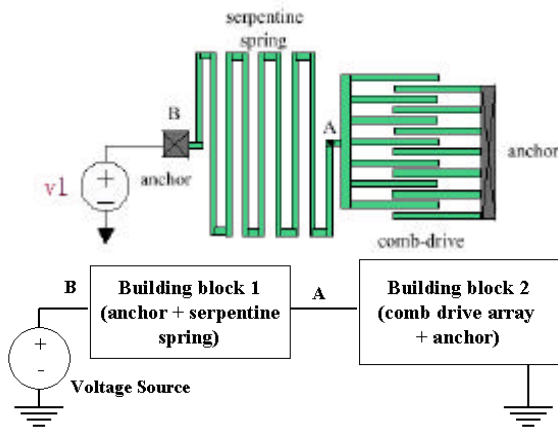 serpentine
spring
B
A
v1
+
−
anchor
anchor
comb-drive
B
Building block 1
(anchor + serpentine
spring)
A
Building block 2
(comb drive array
+ anchor)
+
-
Voltage Source